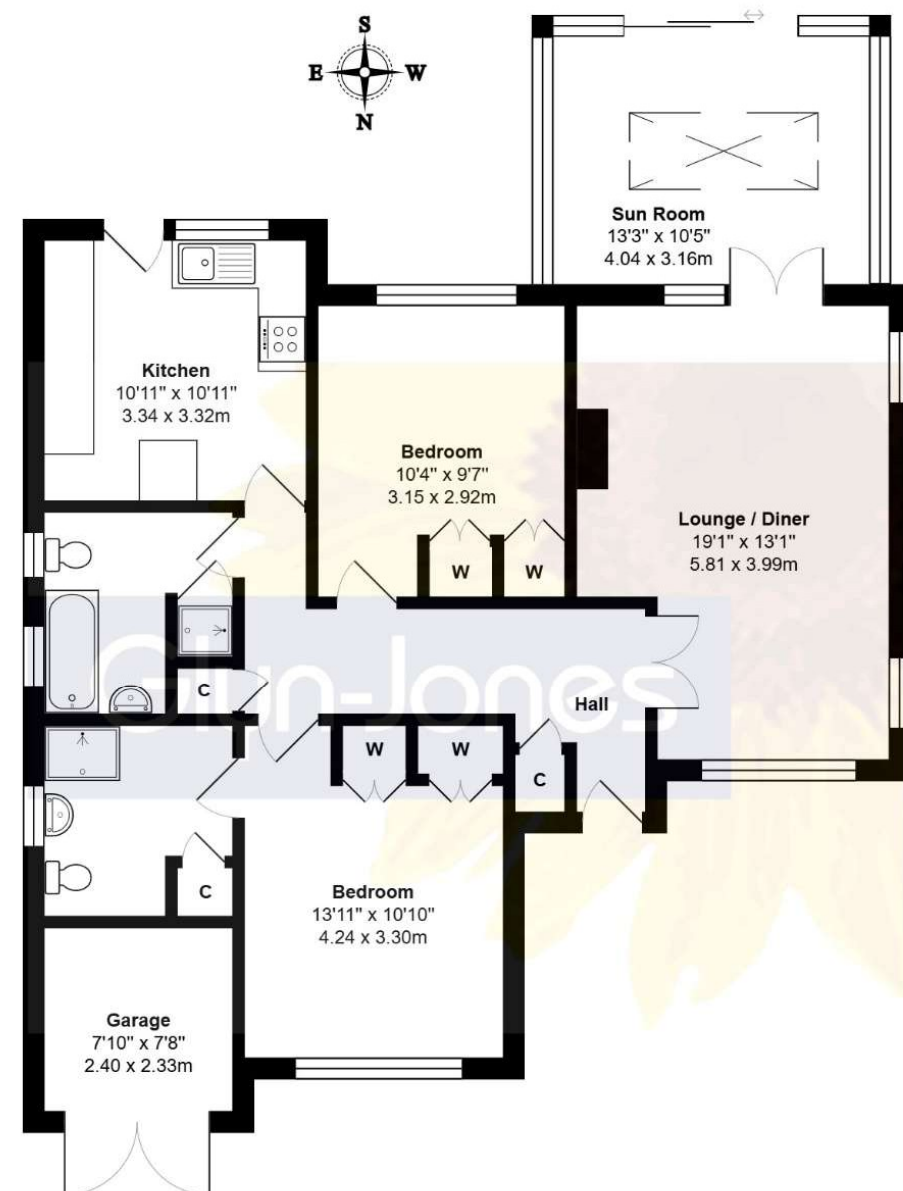 S
E W
N
Sun Room
13'3" x 10'5"
4.04 x 3.16m
Kitchen
10'11" x 10'11"
3.34 x 3.32m
Bedroom
10'4" x 9'7"
3.15 x 2.92m
W W
Lounge / Diner
19'1" x 13'1"
5.81 x 3.99m
Glyn-Jones
C
Hall
W W
C
C
Bedroom
13'11" x 10'10"
4.24 x 3.30m
Garage
7'10" x 7'8"
2.40 x 2.33m